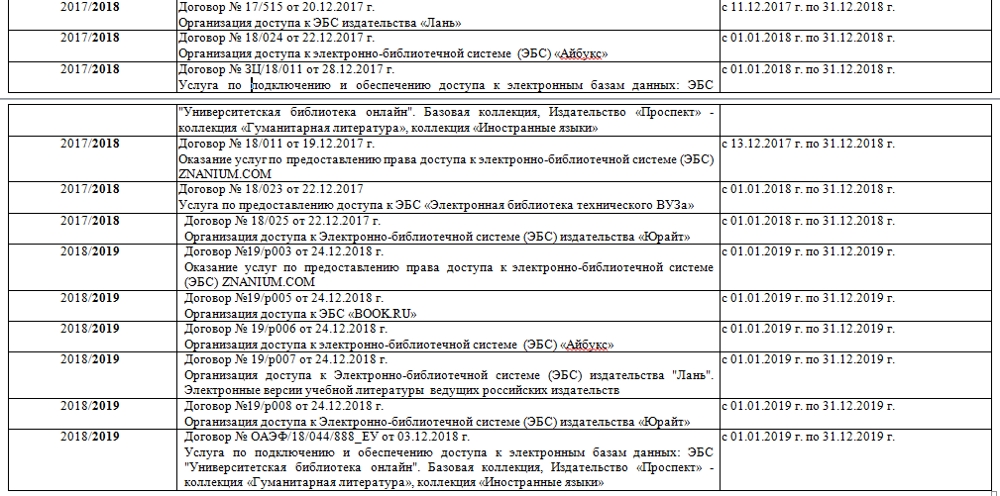 2017/2018
Договор № 17/515 от 20.12.2017 г.
Организация доступа к ЭБС издательства «Лань»
с 11.12.2017 г. по 31.12.2018 г.
2017/2018
Договор № 18/024 от 22.12.2017 г.
Организация доступа к электронно-библиотечной системе (ЭБС) «Айбукс»
с 01.01.2018 г. по 31.12.2018 г.
2017/2018
Договор № ЗЦ/18/011 от 28.12.2017 г.
Услуга по подключению и обеспечению доступа к электронным базам данных: ЭБС
с 01.01.2018 г. по 31.12.2018 г.
"Университетская библиотека онлайн". Базовая коллекция, Издательство «Проспект» -
коллекция «Гуманитарная литература», коллекция «Иностранные языки»
2017/2018
Договор № 18/011 от 19.12.2017 г.
Оказание услуг по предоставлению права доступа к электронно-библиотечной системе (ЭБС)
ZNANIUM.COM
с 13.12.2017 г. по 31.12.2018 г.
2017/2018
Договор № 18/023 от 22.12.2017
Услуга по предоставлению доступа к ЭБС «Электронная библиотека технического ВУЗа»
с 01.01.2018 г. по 31.12.2018 г.
2017/2018
Договор № 18/025 от 22.12.2017 г.
Организация доступа к Электронно-библиотечной системе (ЭБС) издательства «Юрайт»
с 01.01.2018 г. по 31.12.2018 г.
2018/2019
Договор №19/р003 от 24.12.2018 г.
Оказание услуг по предоставлению права доступа к электронно-библиотечной системе
(ЭБС) ZNANIUM.COM
с 01.01.2019 г. по 31.12.2019 г.
2018/2019
Договор №19/р005 от 24.12.2018 г.
Организация доступа к ЭБС «BOOK.RU»
с 01.01.2019 г. по 31.12.2019 г.
2018/2019
Договор № 19/р006 от 24.12.2018 г.
Организация доступа к электронно-библиотечной системе (ЭБС) «Айбукс»
с 01.01.2019 г. по 31.12.2019 г.
2018/2019
Договор № 19/р007 от 24.12.2018 г.
Организация доступа к Электронно-библиотечной системе (ЭБС) издательства "Лань".
Электронные версии учебной литературы ведущих российских издательств
с 01.01.2019 г. по 31.12.2019 г.
2018/2019
Договор №19/р008 от 24.12.2018 г.
Организация доступа к Электронно-библиотечной системе (ЭБС) издательства «Юрайт»
с 01.01.2019 г. по 31.12.2019 г.
2018/2019
Договор № ОАЭФ/18/044/888_ЕУ от 03.12.2018 г.
Услуга по подключению и обеспечению доступа к электронным базам данных: ЭБС
"Университетская библиотека онлайн". Базовая коллекция, Издательство «Проспект» -
коллекция «Гуманитарная литература», коллекция «Иностранные языки»
с 01.01.2019 г. по 31.12.2019 г.